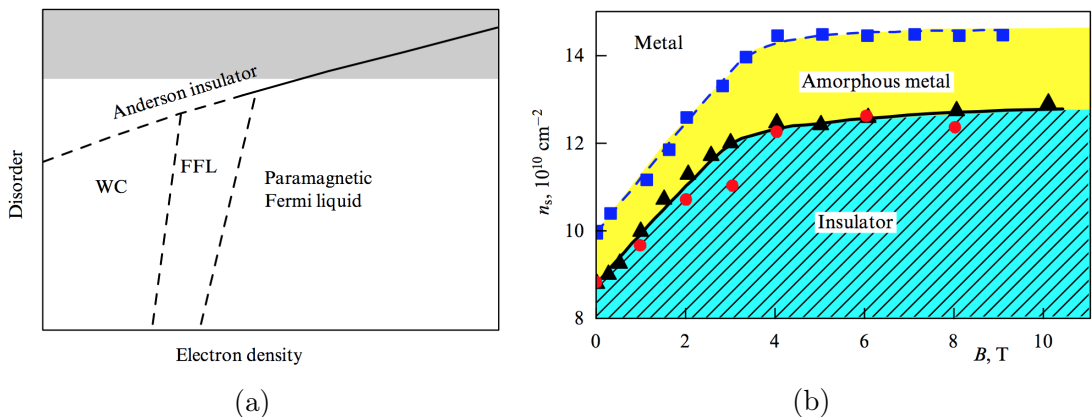 Disorder
Anderson insulator
WC
FFL
Paramagnetic
Fermi liquid
Electron density
(a)
n_s, 10^10 cm^−2
14
12
10
8
Metal
Amorphous metal
Insulator
0
2
4
6
8
10
B, T
(b)